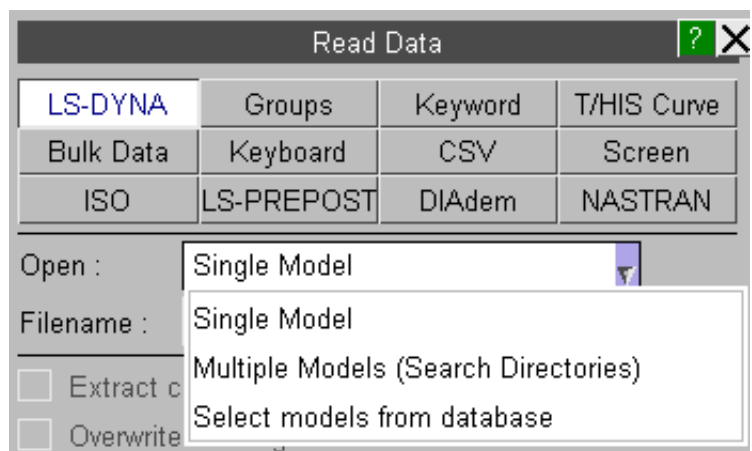 Read Data ?
LS-DYNA Groups Keyword T/HIS Curve
Bulk Data Keyboard CSV Screen
ISO LS-PREPOST DIAdem NASTRAN
Open : Single Model
Filename : Single Model
Multiple Models (Search Directories)
Extract
Select models from database
Overwrite